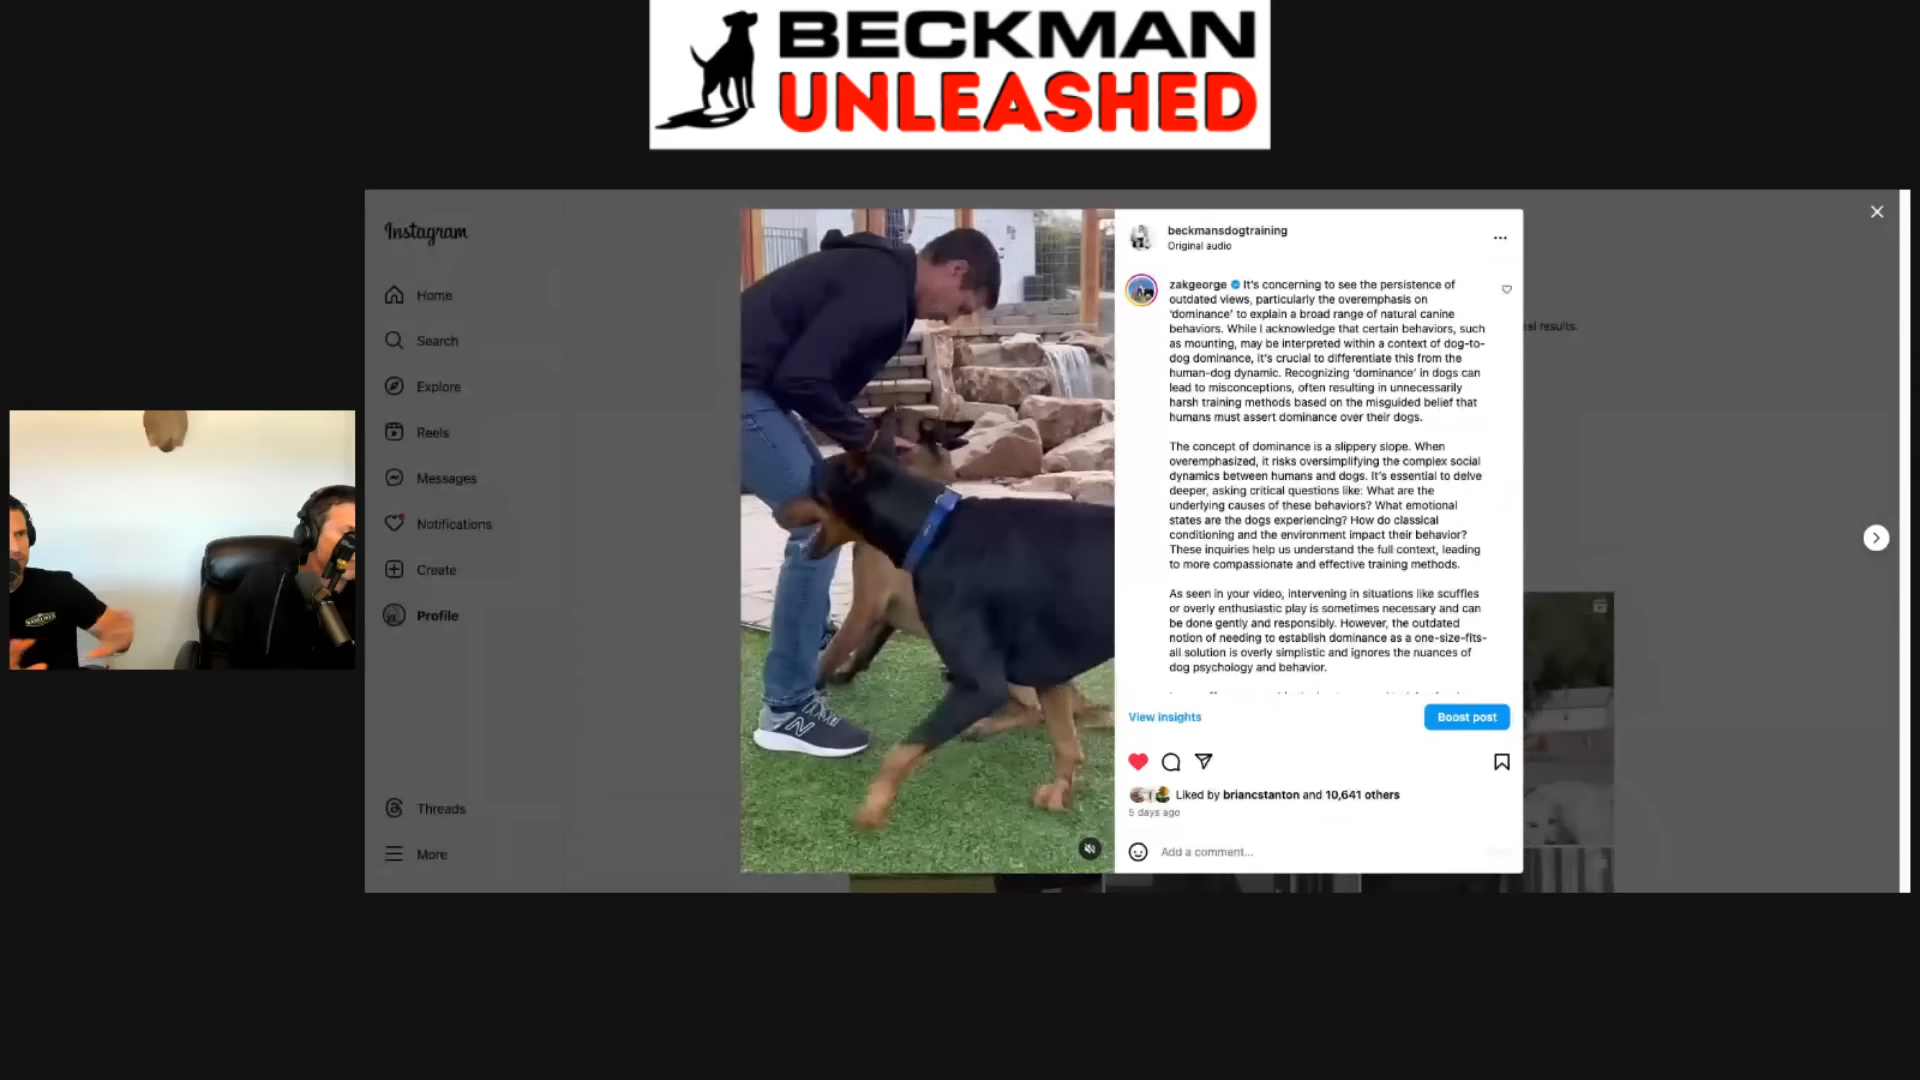 BECKMAN
UNLEASHED
Instagram
Home
Search
Explore
Reels
Messages
Notifications
Create
Profile
Threads
More
beckmansdogtraining
Original audio
zakgeorge It's concerning to see the persistence of
outdated views, particularly the overemphasis on
'dominance' to explain a broad range of natural canine
behaviors. While I acknowledge that certain behaviors, such
as mounting, may be interpreted within a context of dog-to-
dog dominance, it's crucial to differentiate this from the
human-dog dynamic. Recognizing 'dominance' in dogs can
lead to misconceptions, often resulting in unnecessarily
harsh training methods based on the misguided belief that
humans must assert dominance over their dogs.
The concept of dominance is a slippery slope. When
overemphasized, it risks oversimplifying the complex social
dynamics between humans and dogs. It's essential to delve
deeper, asking critical questions like: What are the
underlying causes of these behaviors? What emotional
states are the dogs experiencing? How do classical
conditioning and the environment impact their behavior?
These inquiries help us understand the full context, leading
to more compassionate and effective training methods.
As seen in your video, intervening in situations like scuffles
or overly enthusiastic play is sometimes necessary and can
be done gently and responsibly. However, the outdated
notion of needing to establish dominance as a one-size-fits-
all solution is overly simplistic and ignores the nuances of
dog psychology and behavior.
View insights
Boost post
Liked by briancstanton and 10,641 others
5 days ago
Add a comment...
results.
N